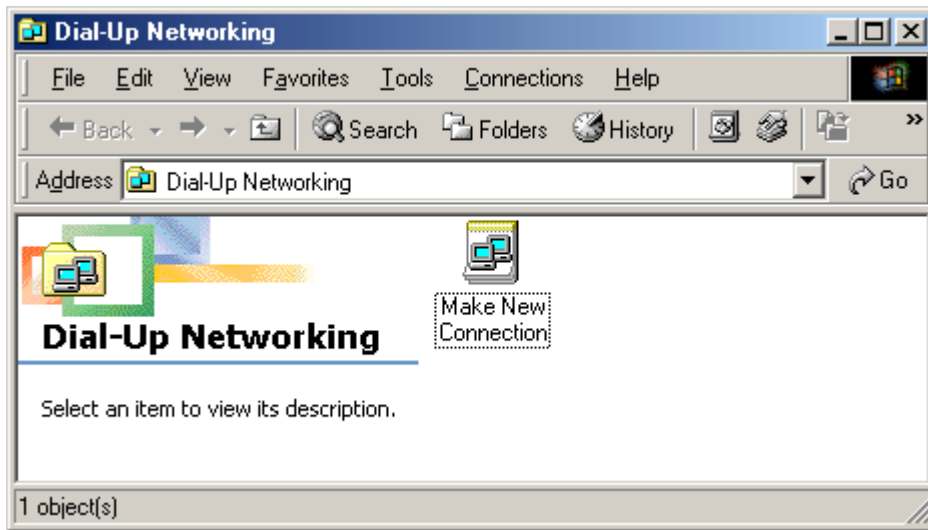 Dial-Up Networking
File Edit View Favorites Tools Connections Help
Back Search Folders History »
Address Dial-Up Networking Go
Make New
Connection
Dial-Up Networking
Select an item to view its description.
1 object(s)